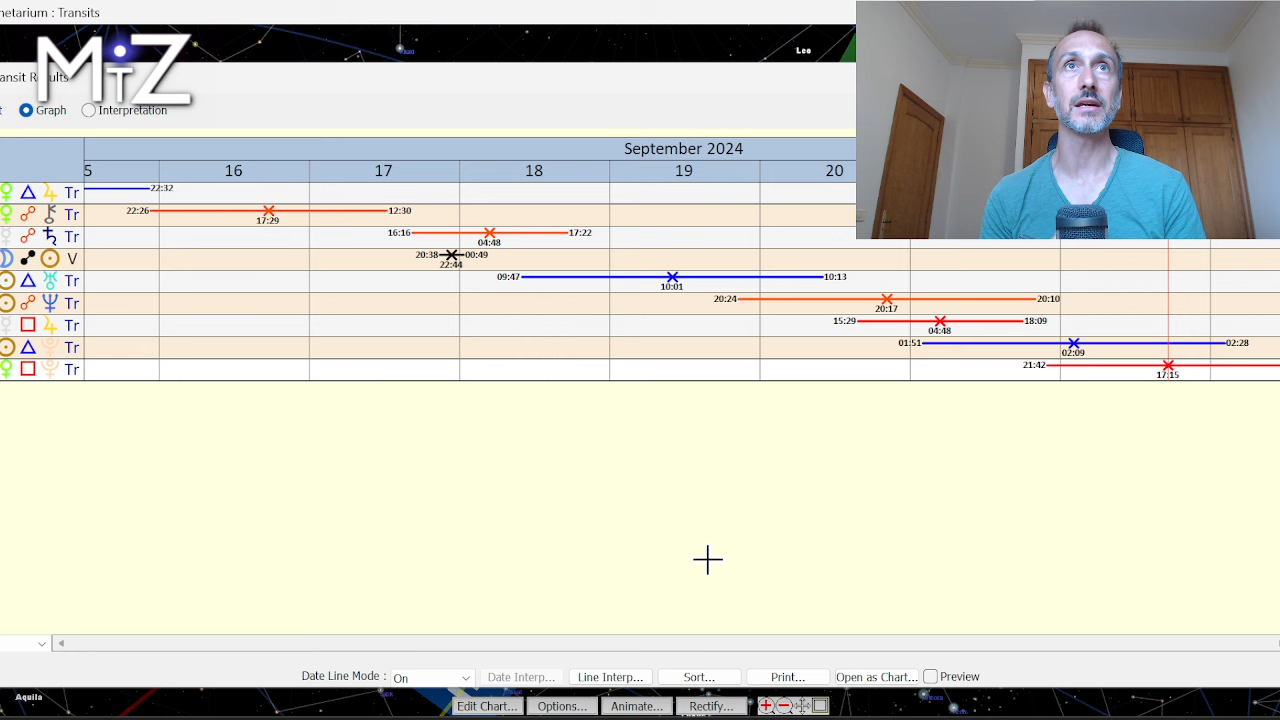 netarium : Transits
Leo
MTZ
ansit Results
t Graph Interpretation
September 2024
5 16 17 18 19 20
Tr 22:32
Tr 22:26 17:29 12:30
Tr 16:16 04:48 17:22
V 20:38 22:44 00:49
Tr 09:47 10:01 10:13
Tr 20:24 20:17 20:10
Tr 15:29 04:48 18:09
Tr 01:51 02:09 02:28
Tr 21:42 17:15
Date Line Mode : On Date Interp... Line Interp... Sort... Print... Open as Chart... Preview
Aquila
Edit Chart... Options... Animate... Rectify...